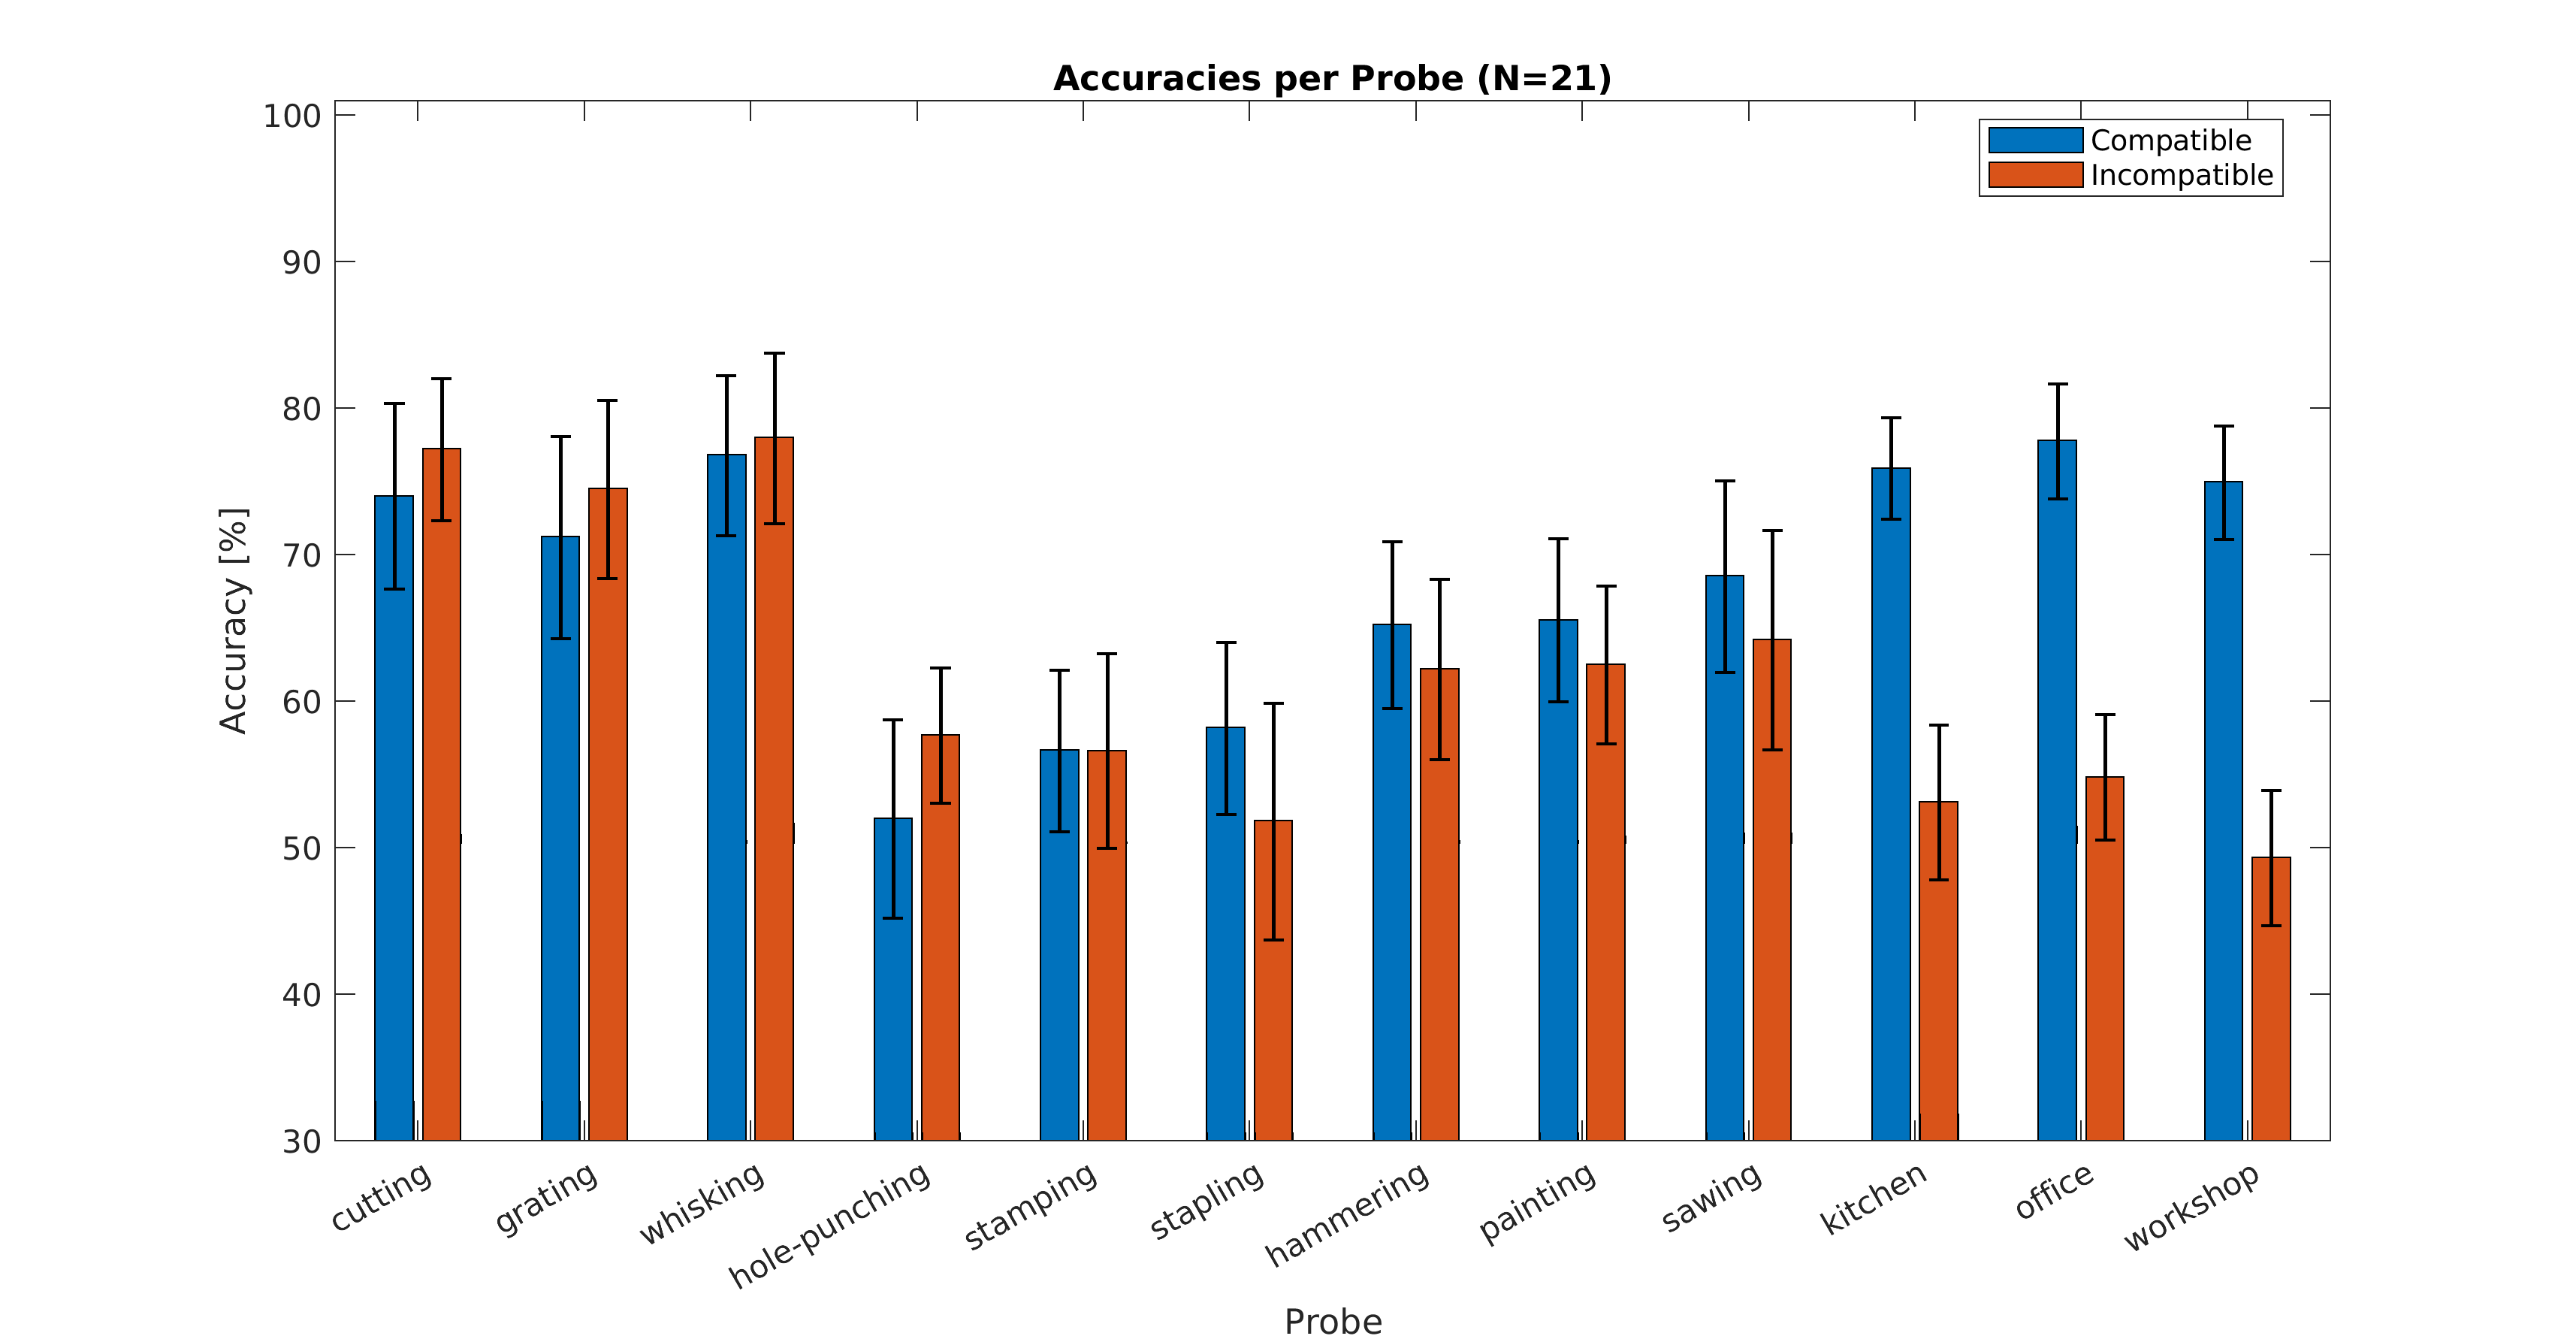 Accuracies per Probe (N=21)
Compatible
Incompatible
Accuracy [%]
100
90
80
70
60
50
40
30
cutting
grating
whisking
hole-punching
stamping
stapling
hammering
painting
sawing
kitchen
office
workshop
Probe